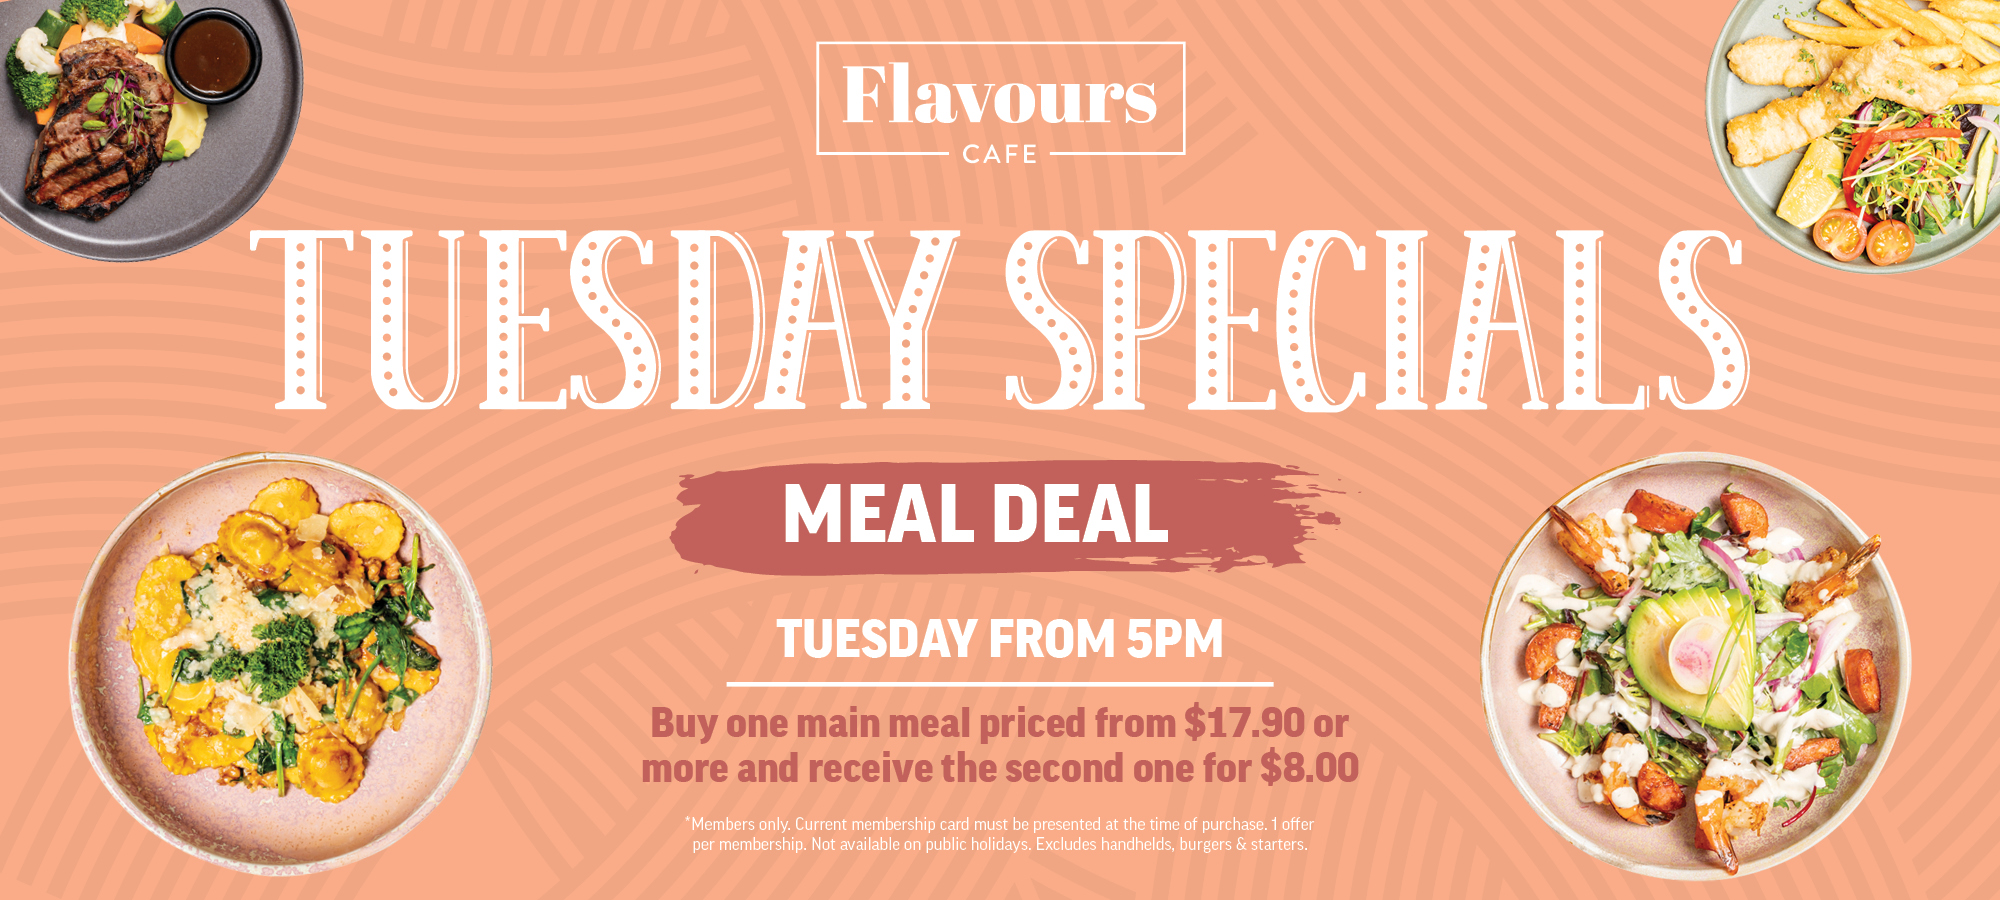 Flavours
CAFE
TUESDAY SPECIALS
MEAL DEAL
TUESDAY FROM 5PM
Buy one main meal priced from $17.90 or
more and receive the second one for $8.00
*Members only. Current membership card must be presented at the time of purchase. 1 offer
per membership. Not available on public holidays. Excludes handhelds, burgers & starters.